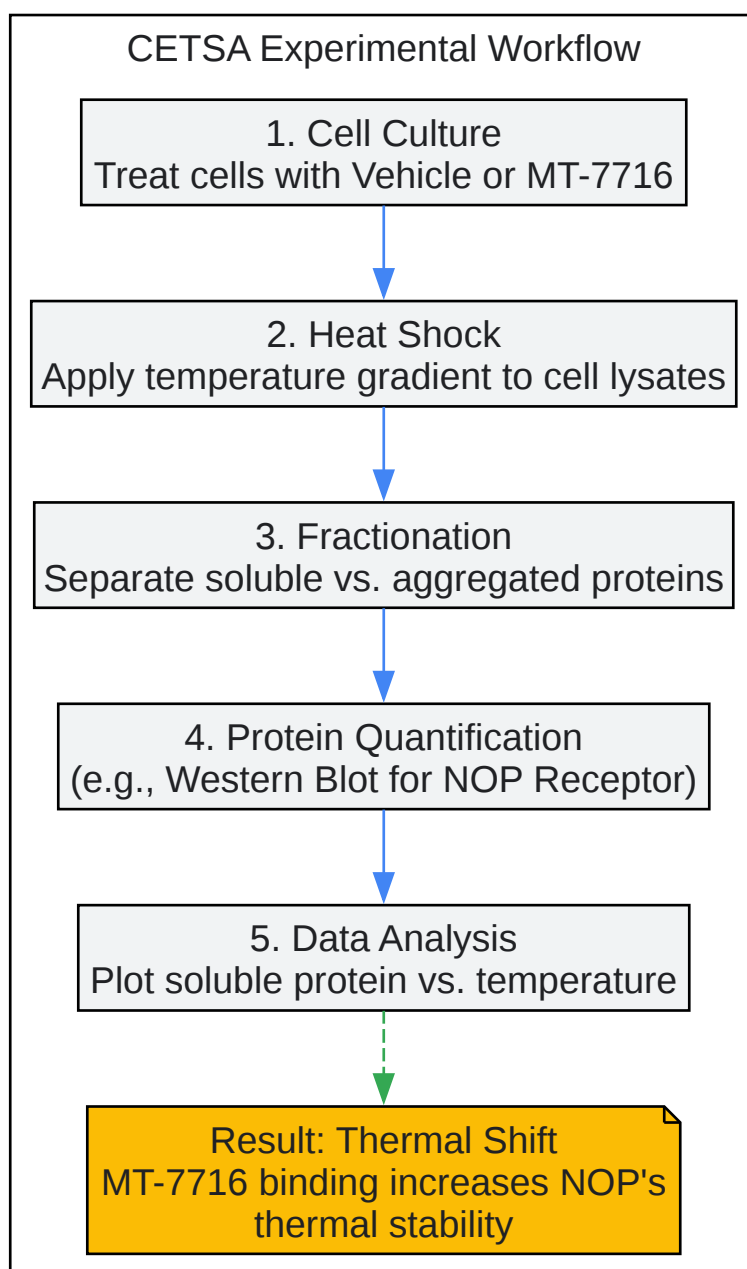 CETSA Experimental Workflow
1. Cell Culture
Treat cells with Vehicle or MT-7716
2. Heat Shock
Apply temperature gradient to cell lysates
3. Fractionation
Separate soluble vs. aggregated proteins
4. Protein Quantification
(e.g., Western Blot for NOP Receptor)
5. Data Analysis
Plot soluble protein vs. temperature
Result: Thermal Shift
MT-7716 binding increases NOP's
thermal stability